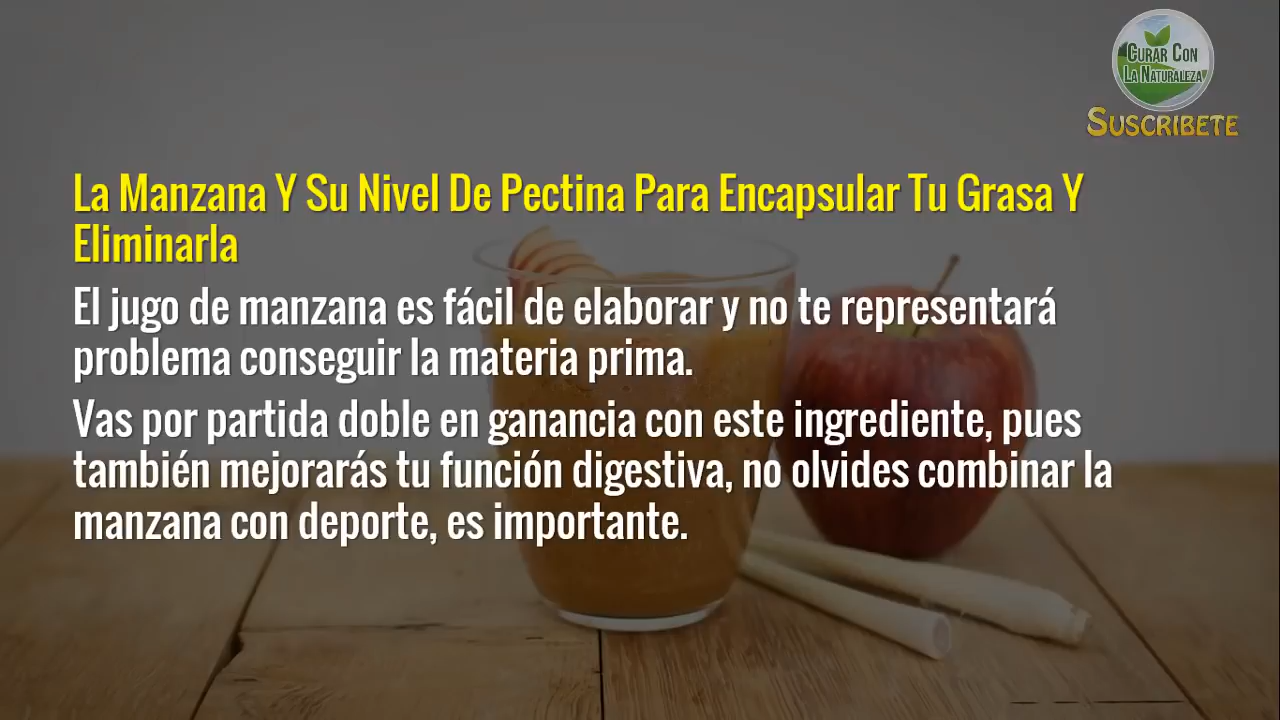 CURAR CON
LA NATURALEZA
SUSCRIBETE
La Manzana Y Su Nivel De Pectina Para Encapsular Tu Grasa Y
Eliminarla
El jugo de manzana es fácil de elaborar y no te representará
problema conseguir la materia prima.
Vas por partida doble en ganancia con este ingrediente, pues
también mejorarás tu función digestiva, no olvides combinar la
manzana con deporte, es importante.